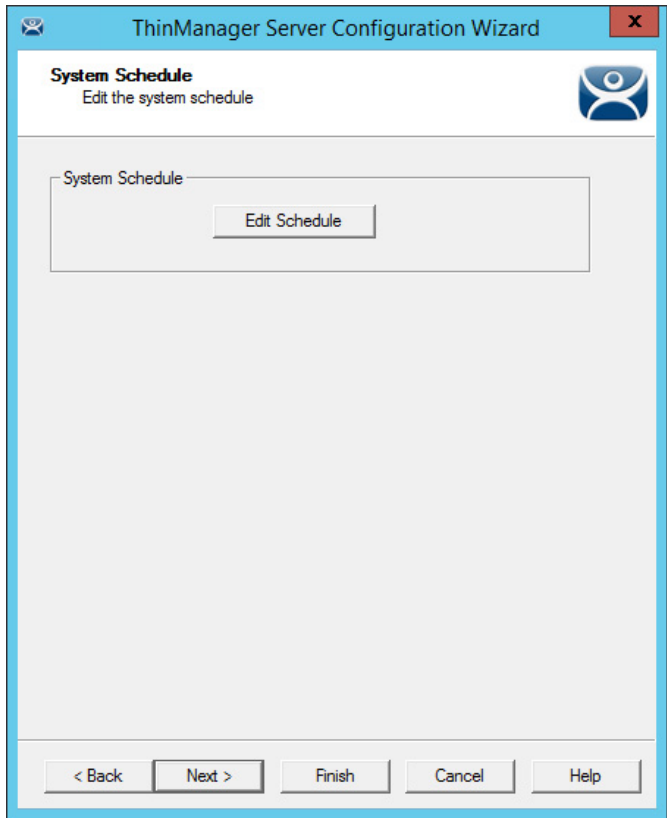 ThinManager Server Configuration Wizard
x
System Schedule
Edit the system schedule
System Schedule
Edit Schedule
< Back Next > Finish Cancel Help